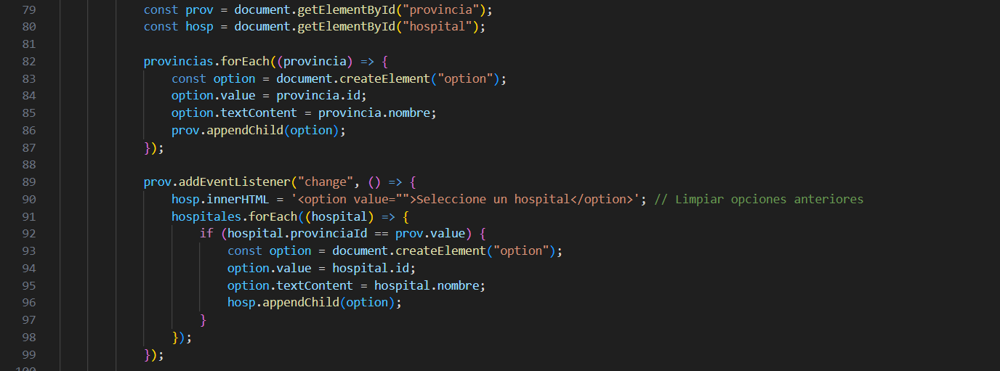 79 const prov = document.getElementById("provincia");
80 const hosp = document.getElementById("hospital");
81
82 provincias.forEach((provincia) => {
83 const option = document.createElement("option");
84 option.value = provincia.id;
85 option.textContent = provincia.nombre;
86 prov.appendChild(option);
87 });
88
89 prov.addEventListener("change", () => {
90 hosp.innerHTML = '<option value="">Seleccione un hospital</option>'; // Limpiar opciones anteriores
91 hospitales.forEach((hospital) => {
92 if (hospital.provinciaId == prov.value) {
93 const option = document.createElement("option");
94 option.value = hospital.id;
95 option.textContent = hospital.nombre;
96 hosp.appendChild(option);
97 }
98 });
99 });
100